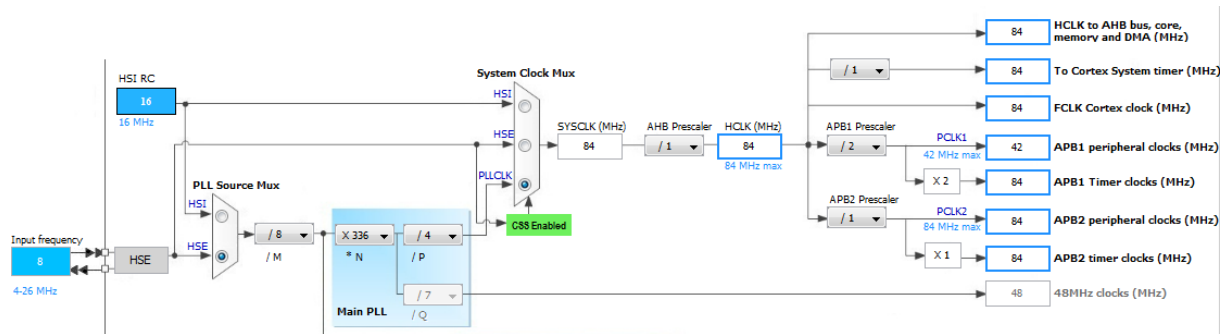 HSI RC
16
16 MHz
Input frequency
8
4-26 MHz
HSE
PLL Source Mux
HSI
HSE
/ 8
/ M
X 336
* N
/ 4
/ P
/ 7
/ Q
Main PLL
System Clock Mux
HSI
HSE
PLLCLK
CSS Enabled
SYSCLK (MHz)
84
AHB Prescaler
/ 1
HCLK (MHz)
84
84 MHz max
/ 1
APB1 Prescaler
/ 2
PCLK1
42 MHz max
X 2
APB2 Prescaler
/ 1
PCLK2
84 MHz max
X 1
84
HCLK to AHB bus, core,
memory and DMA (MHz)
84
To Cortex System timer (MHz)
84
FCLK Cortex clock (MHz)
42
APB1 peripheral clocks (MHz)
84
APB1 Timer clocks (MHz)
84
APB2 peripheral clocks (MHz)
84
APB2 timer clocks (MHz)
48
48MHz clocks (MHz)